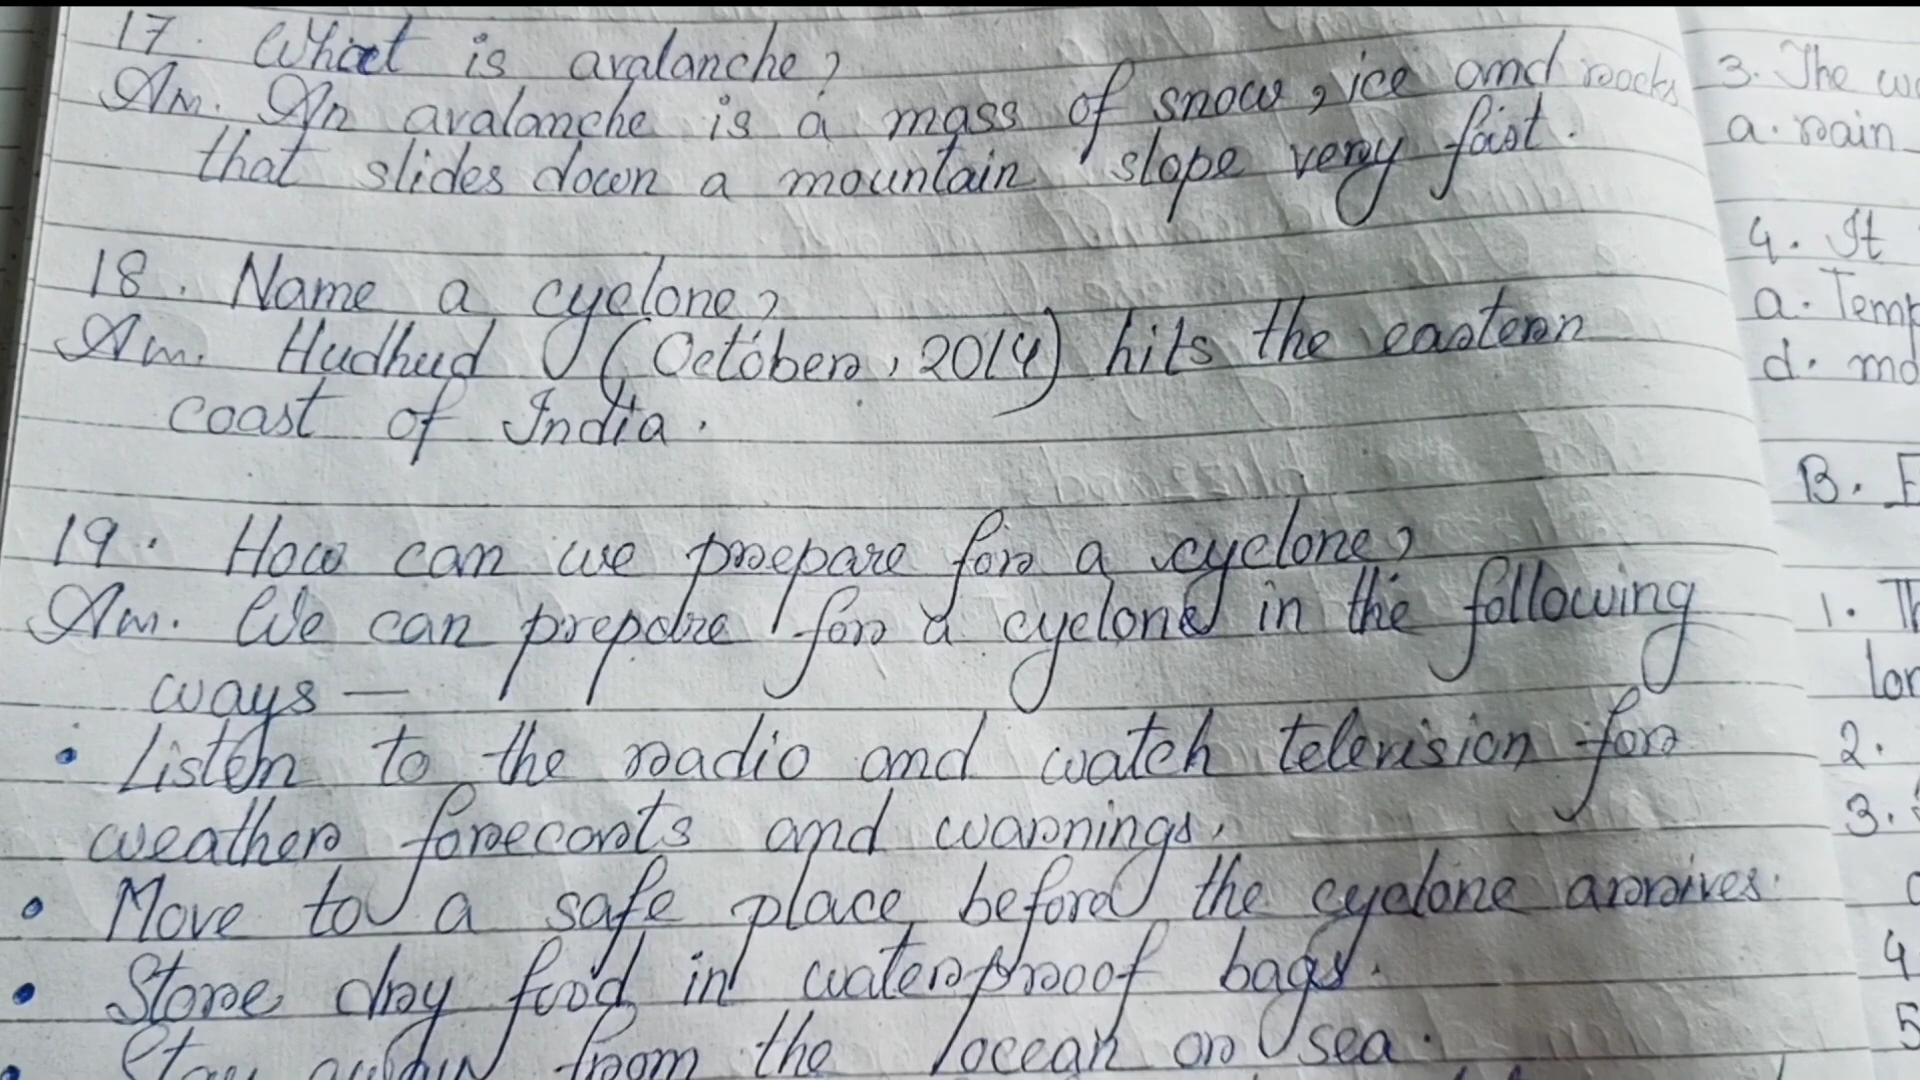 17. What is avalanche?
Ans. An avalanche is a mass of snow, ice and rocks
that slides down a mountain slope very fast.
18. Name a cyclone?
Ans. Hudhud (October, 2014) hits the eastern
coast of India.
19. How can we prepare for a cyclone?
Ans. We can prepare for a cyclone in the following
ways —
• Listen to the radio and watch television for
weather forecasts and warnings.
• Move to a safe place before the cyclone arrives.
• Store dry food in waterproof bags.
• Stay away from the ocean or sea.
3. The
a. rain
4. It
a.
d.
B.
1.
2.
3.
4
5